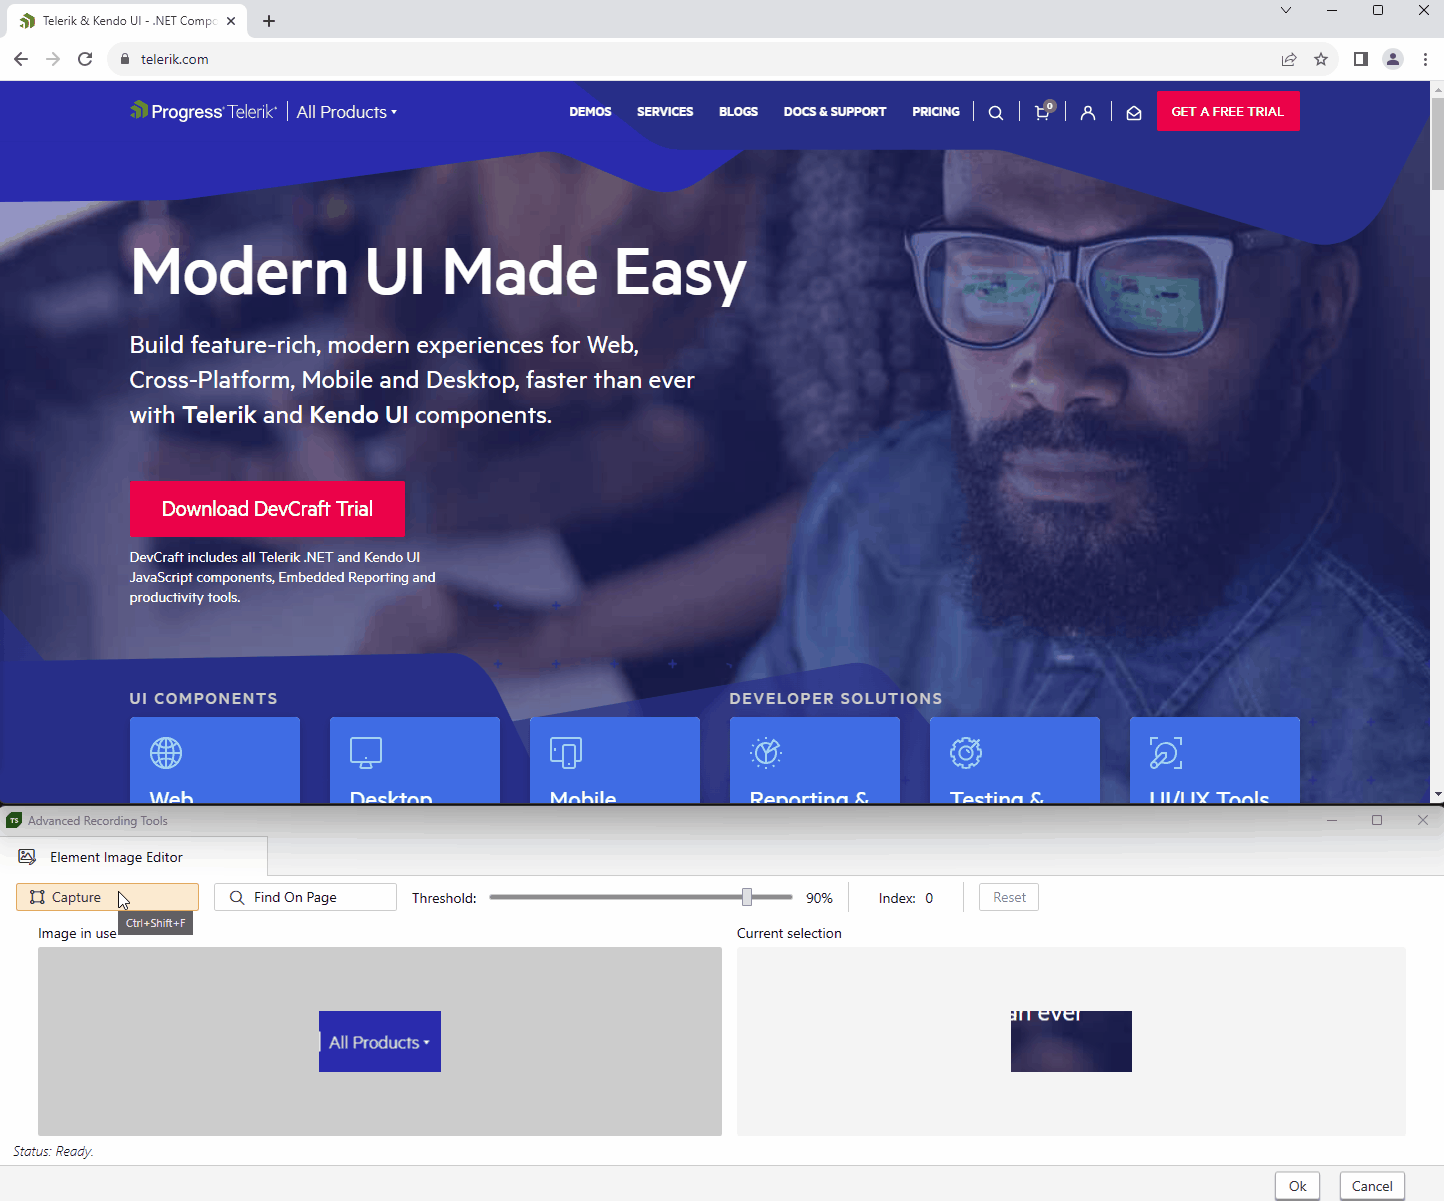 Telerik & Kendo UI - .NET Compo
telerik.com
Progress Telerik All Products
DEMOS SERVICES BLOGS DOCS & SUPPORT PRICING 0 GET A FREE TRIAL
Modern UI Made Easy
Build feature-rich, modern experiences for Web,
Cross-Platform, Mobile and Desktop, faster than ever
with Telerik and Kendo UI components.
Download DevCraft Trial
DevCraft includes all Telerik .NET and Kendo UI
JavaScript components, Embedded Reporting and
productivity tools.
UI COMPONENTS DEVELOPER SOLUTIONS
Web Desktop Mobile Reporting & Testing & UI/UX Tools
TS Advanced Recording Tools
Element Image Editor
Capture Find On Page Threshold: 90% Index: 0 Reset
Ctrl+Shift+F
Image in use Current selection
an ever
All Products
Status: Ready.
Ok Cancel